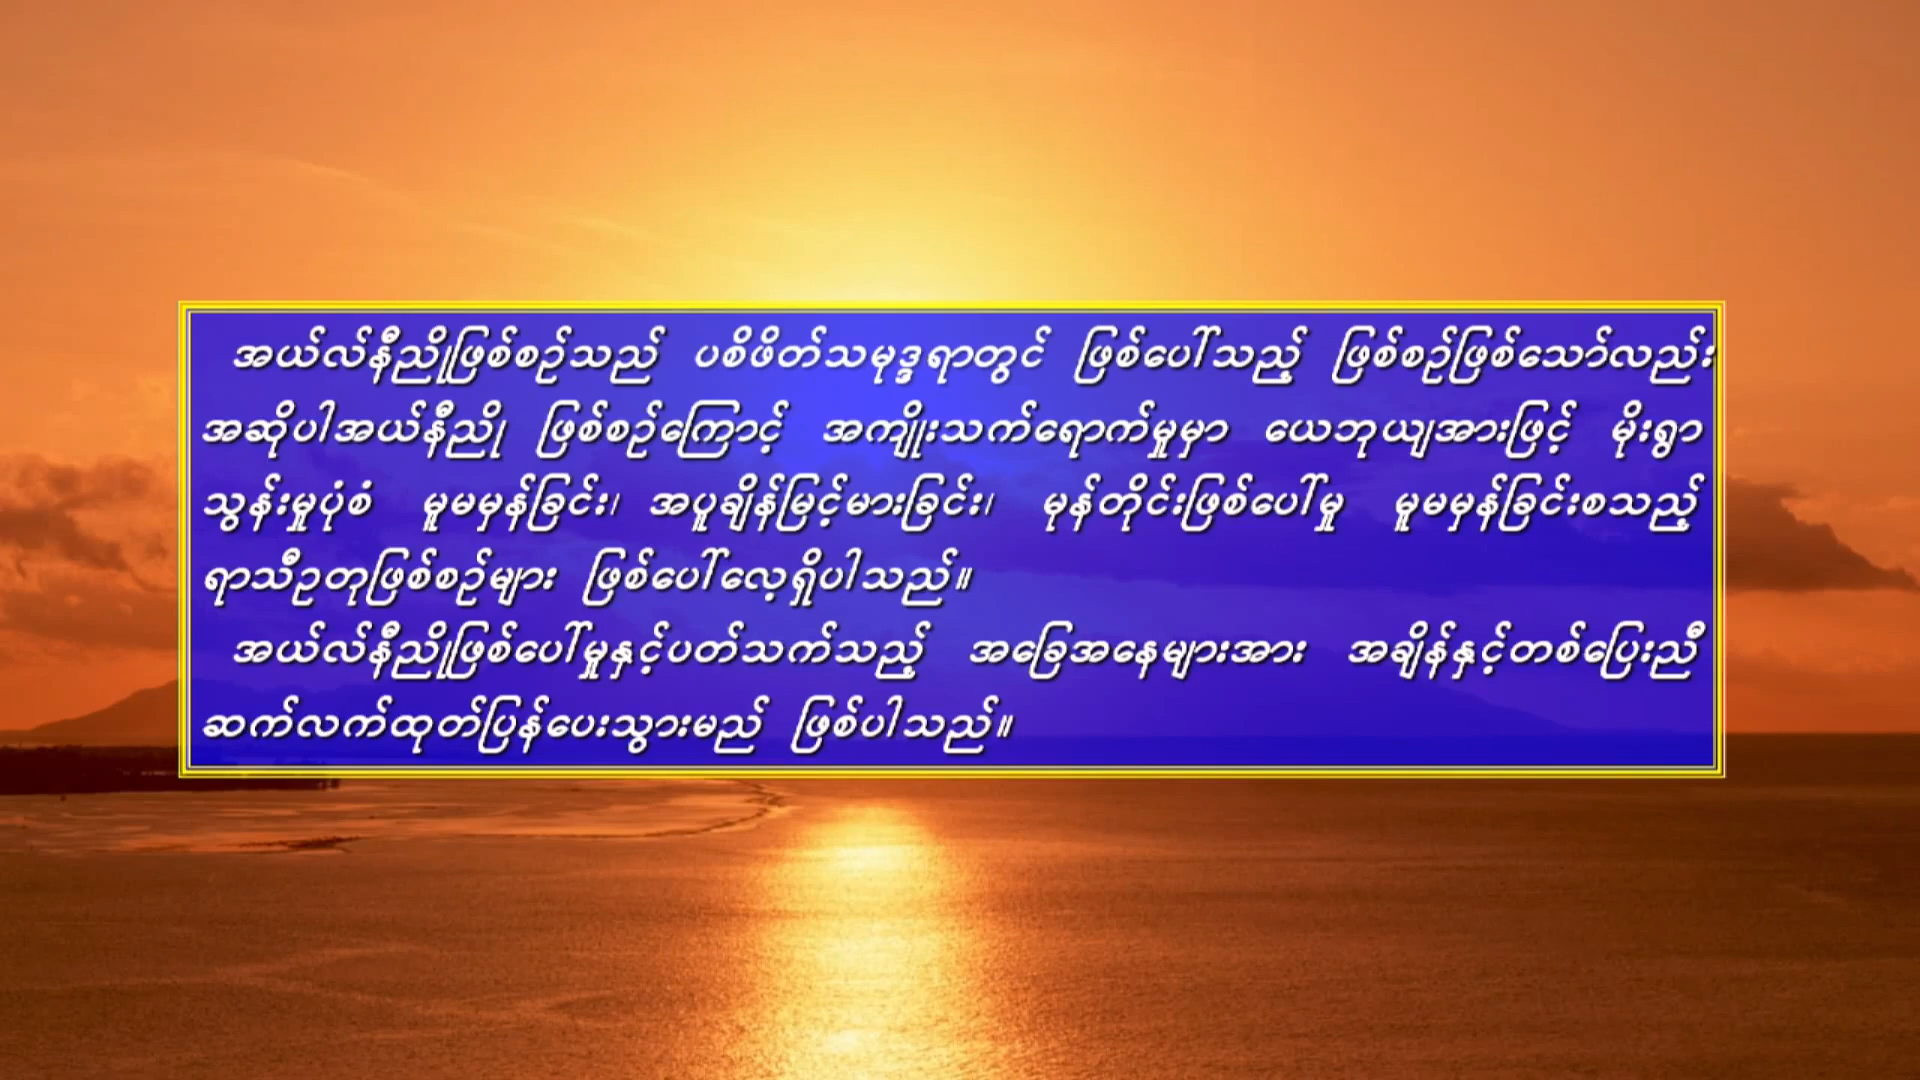 အယ်လ်နီညိုဖြစ်စဉ်သည် ပစိဖိတ်သမုဒ္ဒရာတွင် ဖြစ်ပေါ်သည့် ဖြစ်စဉ်ဖြစ်သော်လည်း
အဆိုပါအယ်နီညို ဖြစ်စဉ်ကြောင့် အကျိုးသက်ရောက်မှုမှာ ယေဘုယျအားဖြင့် မိုးရွာ
သွန်းမှုပုံစံ မူမမှန်ခြင်း၊ အပူချိန်မြင့်မားခြင်း၊ မုန်တိုင်းဖြစ်ပေါ်မှု မူမမှန်ခြင်းစသည့်
ရာသီဥတုဖြစ်စဉ်များ ဖြစ်ပေါ်လေ့ရှိပါသည်။
အယ်လ်နီညိုဖြစ်ပေါ်မှုနှင့်ပတ်သက်သည့် အခြေအနေများအား အချိန်နှင့်တစ်ပြေးညီ
ဆက်လက်ထုတ်ပြန်ပေးသွားမည် ဖြစ်ပါသည်။